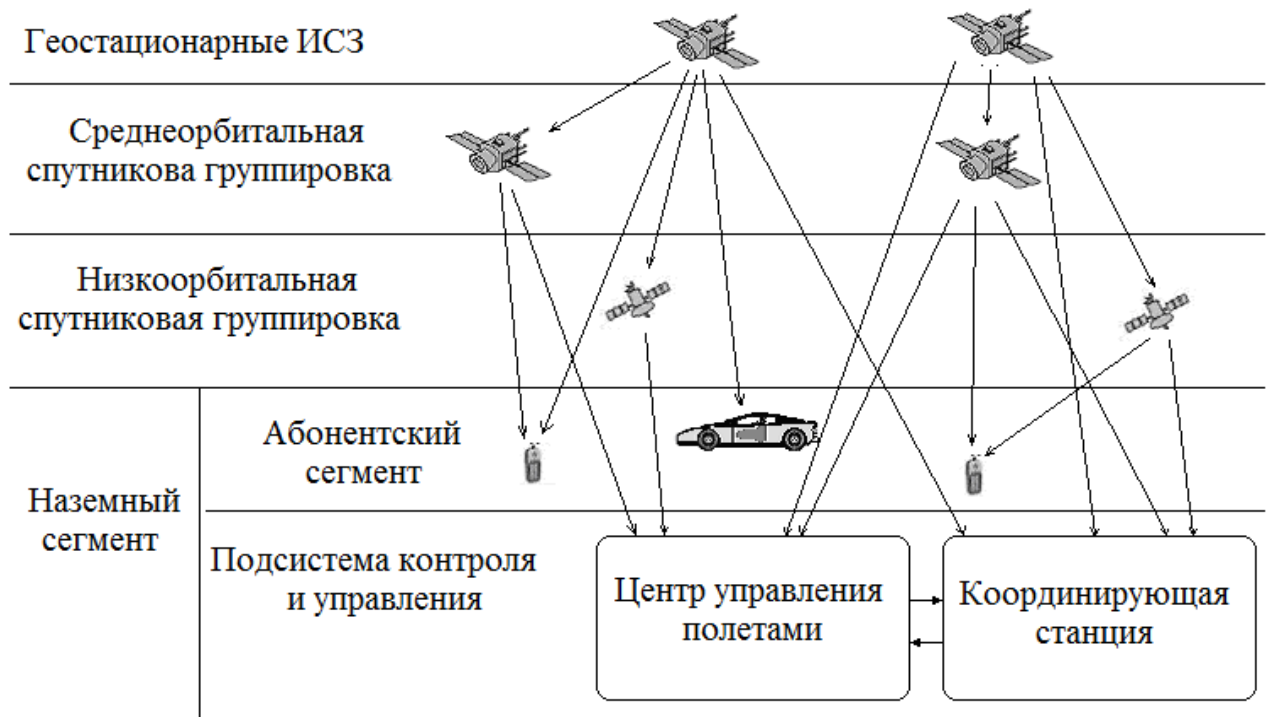 Геостационарные ИСЗ
Среднеорбитальная
спутникова группировка
Низкоорбитальная
спутниковая группировка
Абонентский
сегмент
Наземный
сегмент
Подсистема контроля
и управления
Центр управления
полетами
Координирующая
станция